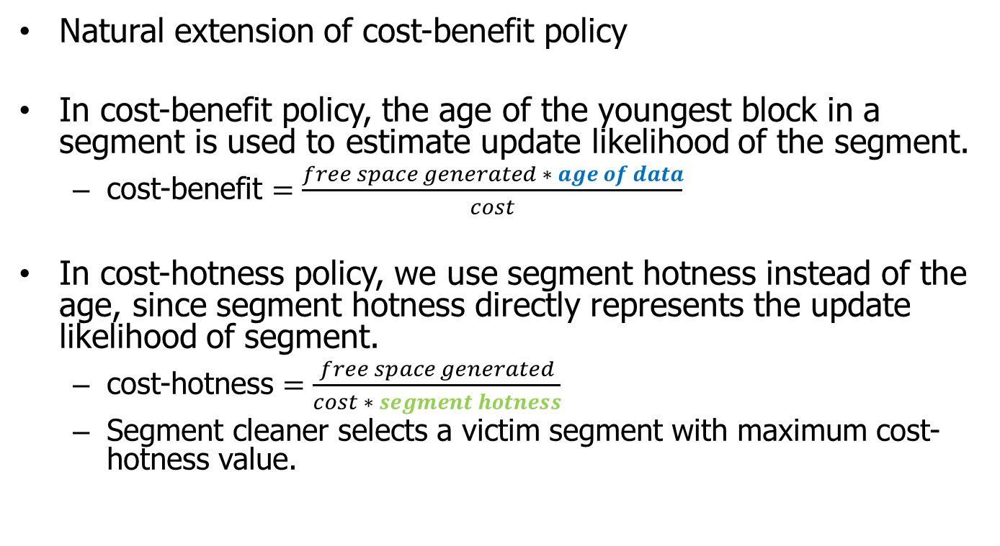 • Natural extension of cost-benefit policy
• In cost-benefit policy, the age of the youngest block in a
segment is used to estimate update likelihood of the segment.
– cost-benefit = free space generated ∗ age of data
cost
• In cost-hotness policy, we use segment hotness instead of the
age, since segment hotness directly represents the update
likelihood of segment.
– cost-hotness = free space generated
cost ∗ segment hotness
– Segment cleaner selects a victim segment with maximum cost-
hotness value.